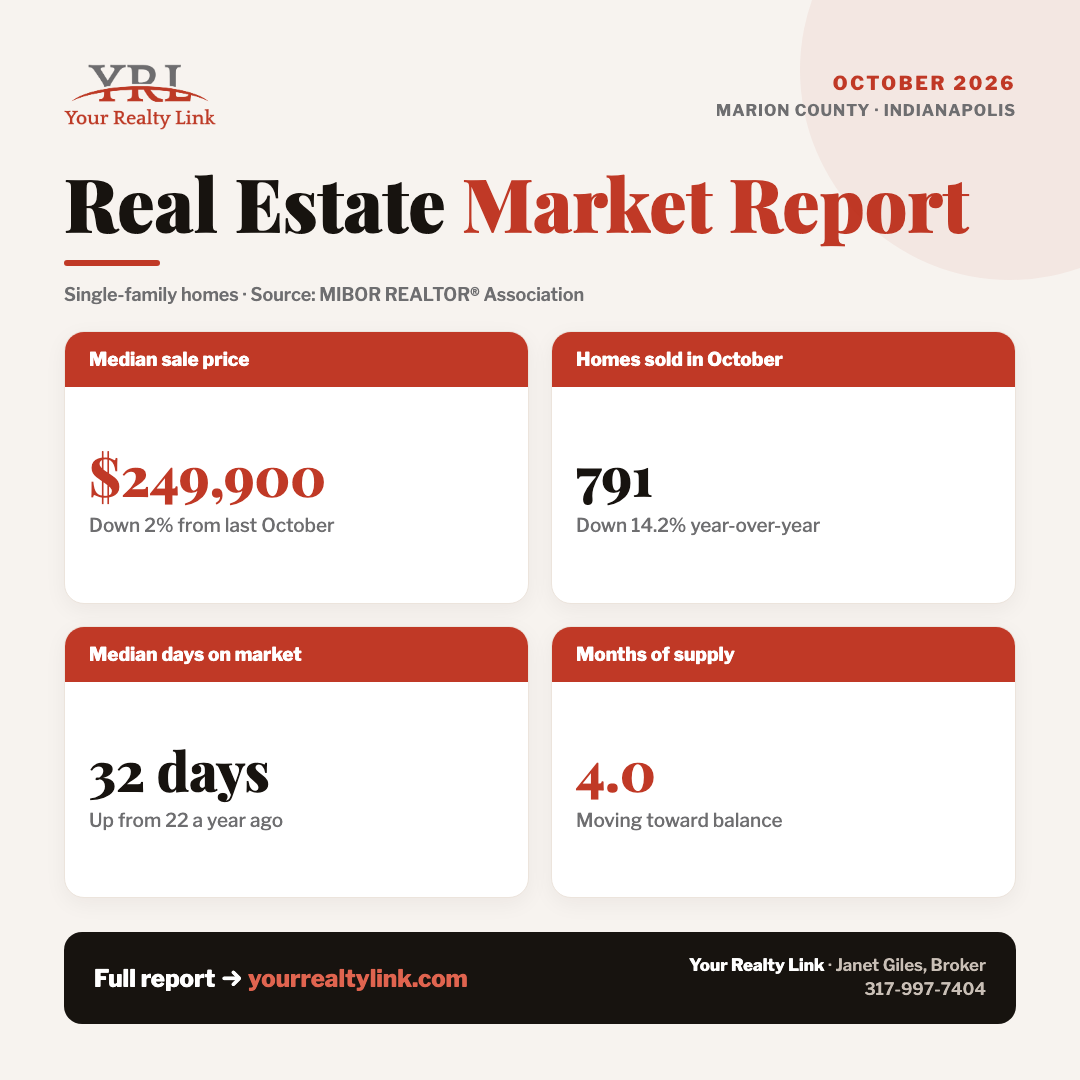 YRL
Your Realty Link
OCTOBER 2026
MARION COUNTY · INDIANAPOLIS
Real Estate Market Report
Single-family homes · Source: MIBOR REALTOR® Association
Median sale price
$249,900
Down 2% from last October
Homes sold in October
791
Down 14.2% year-over-year
Median days on market
32 days
Up from 22 a year ago
Months of supply
4.0
Moving toward balance
Full report → yourrealtylink.com
Your Realty Link · Janet Giles, Broker
317-997-7404